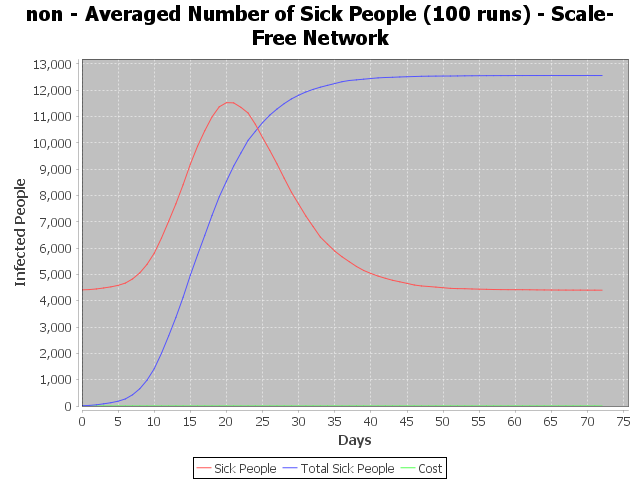 non - Averaged Number of Sick People (100 runs) - Scale-
Free Network
13,000
12,000
11,000
10,000
9,000
8,000
7,000
6,000
5,000
4,000
3,000
2,000
1,000
0
Infected People
0 5 10 15 20 25 30 35 40 45 50 55 60 65 70 75
Days
Sick People Total Sick People Cost